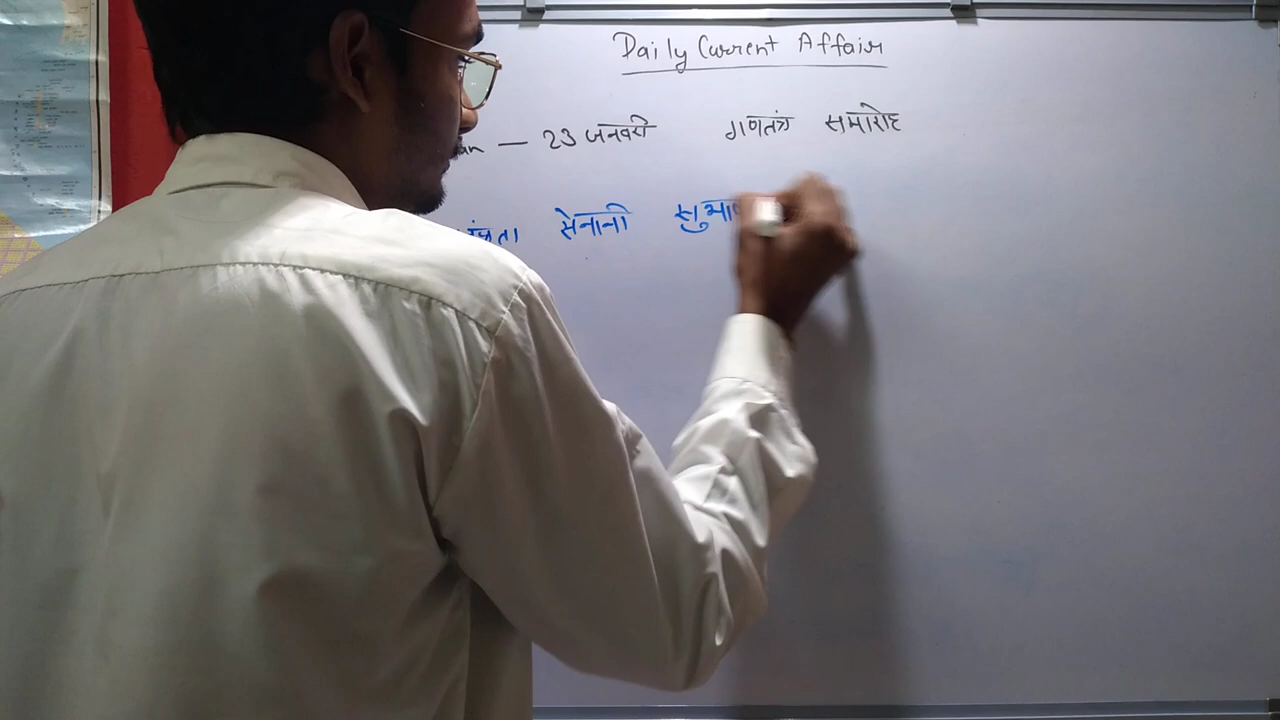 Daily Current Affair
— 23 जनवरी गणतंत्र समारोह
सेनानी